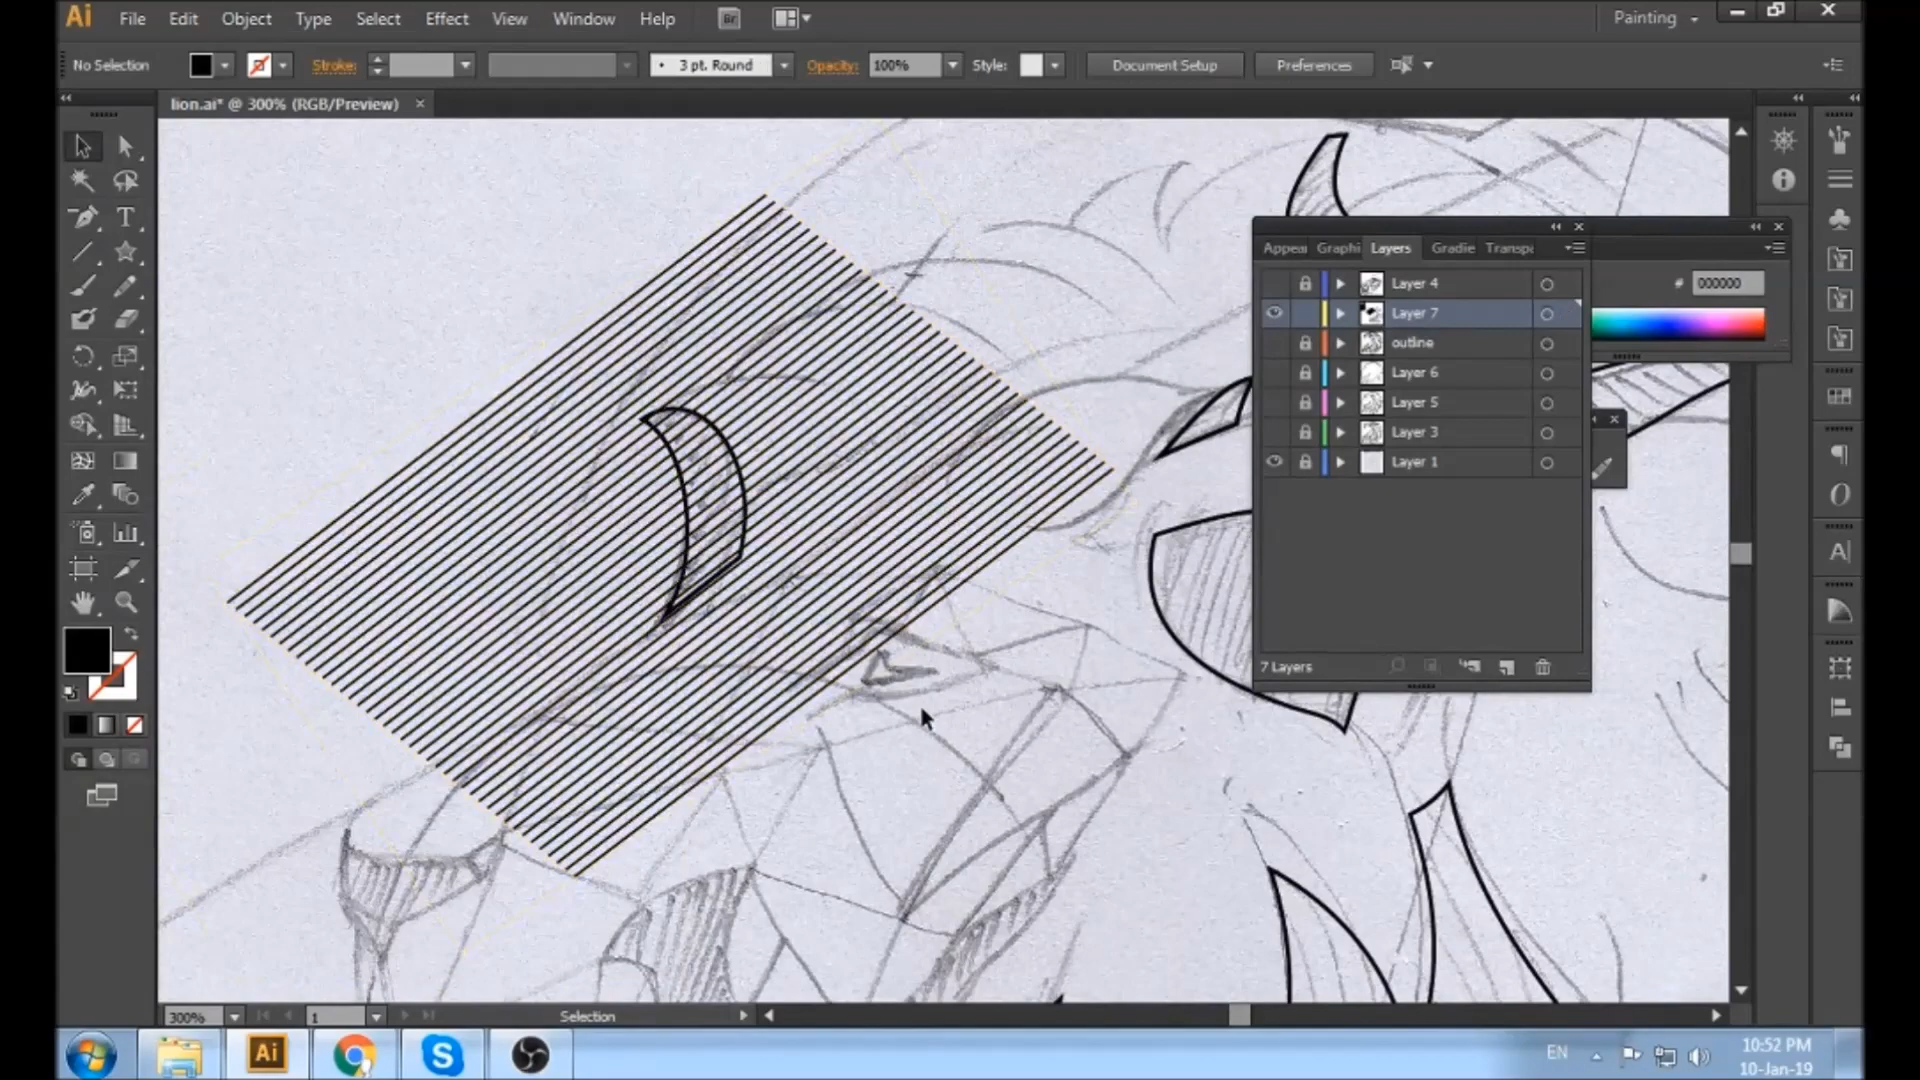 Ai File Edit Object Type Select Effect View Window Help Br Painting
No Selection Stroke: 3 pt. Round Opacity: 100% Style: Document Setup Preferences
lion.ai* @ 300% (RGB/Preview)
Appear Graphi Layers Gradie Transpa
Layer 4
# 000000
Layer 7
outline
Layer 6
Layer 5
Layer 3
Layer 1
7 Layers
300% 1 Selection
Ai EN 10:52 PM
10-Jan-19